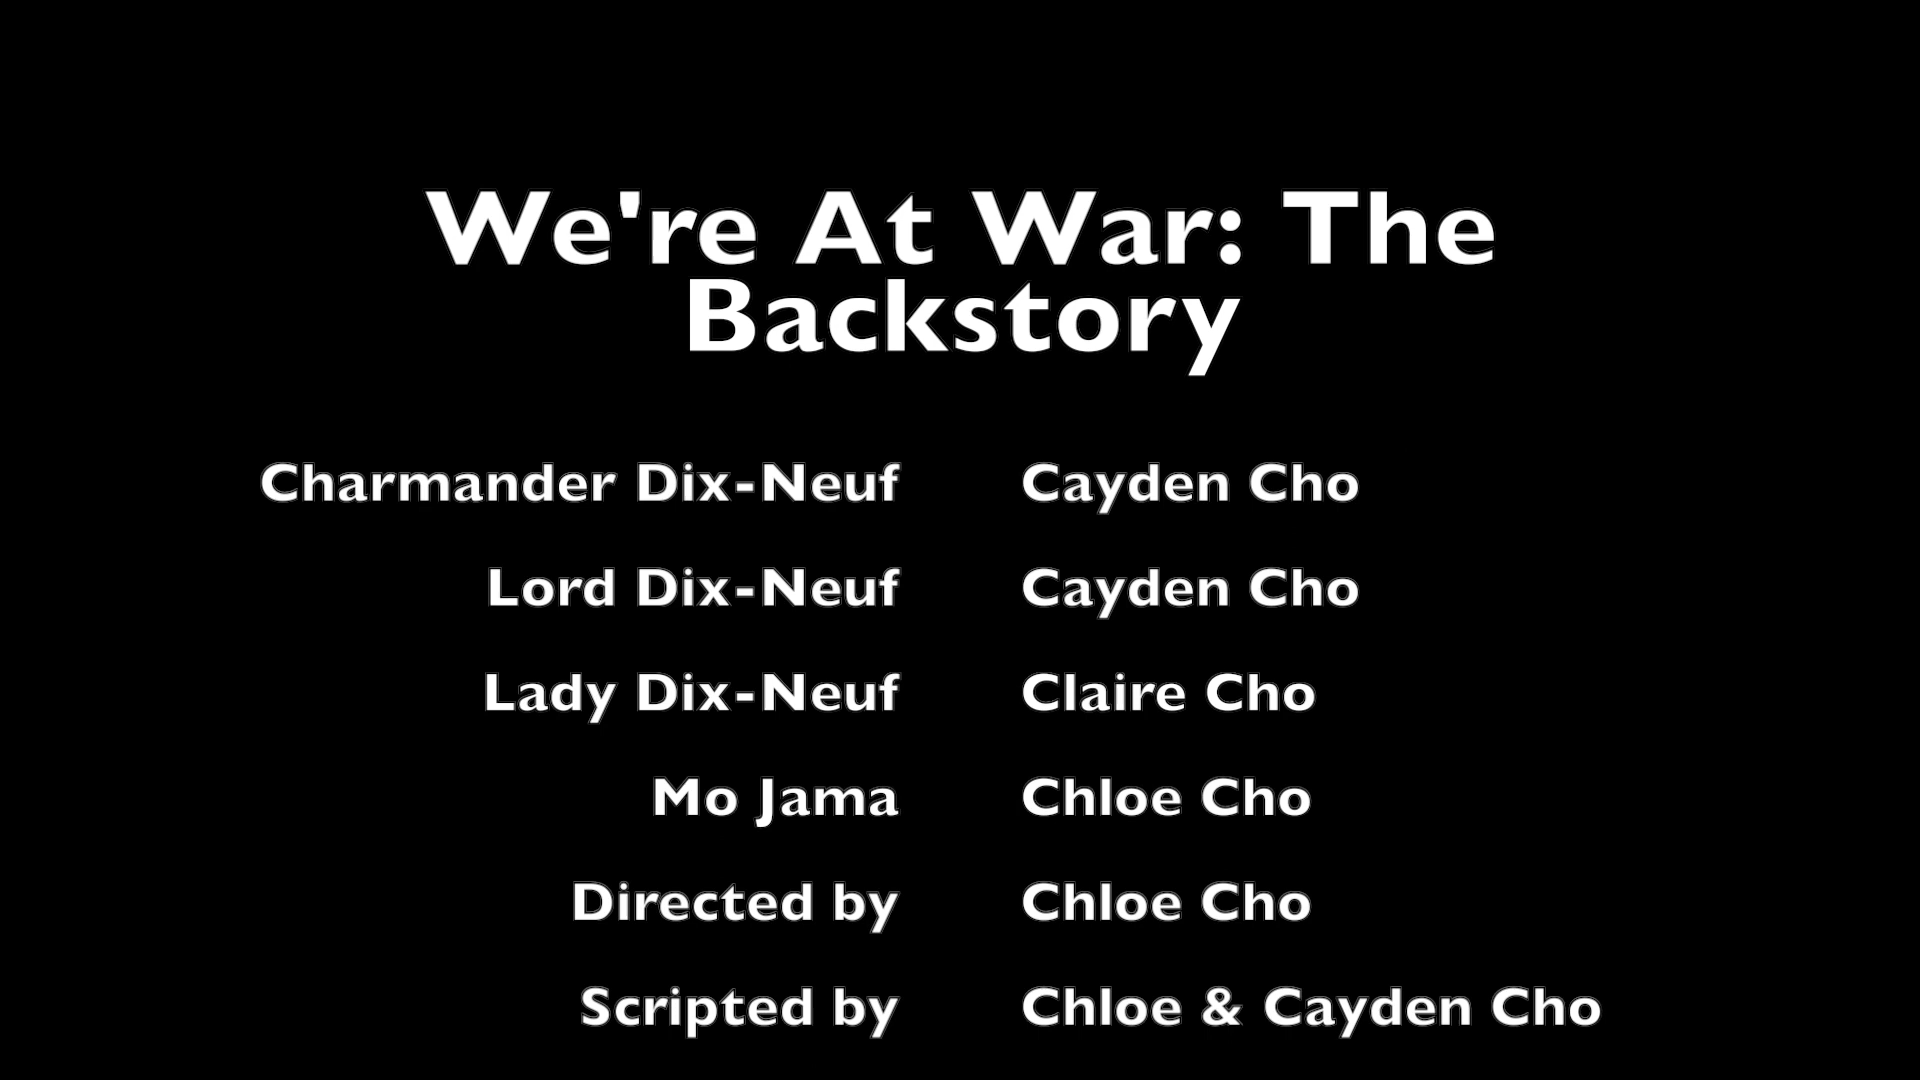 We're At War: The
Backstory
Charmander Dix-Neuf Cayden Cho
Lord Dix-Neuf Cayden Cho
Lady Dix-Neuf Claire Cho
Mo Jama Chloe Cho
Directed by Chloe Cho
Scripted by Chloe & Cayden Cho